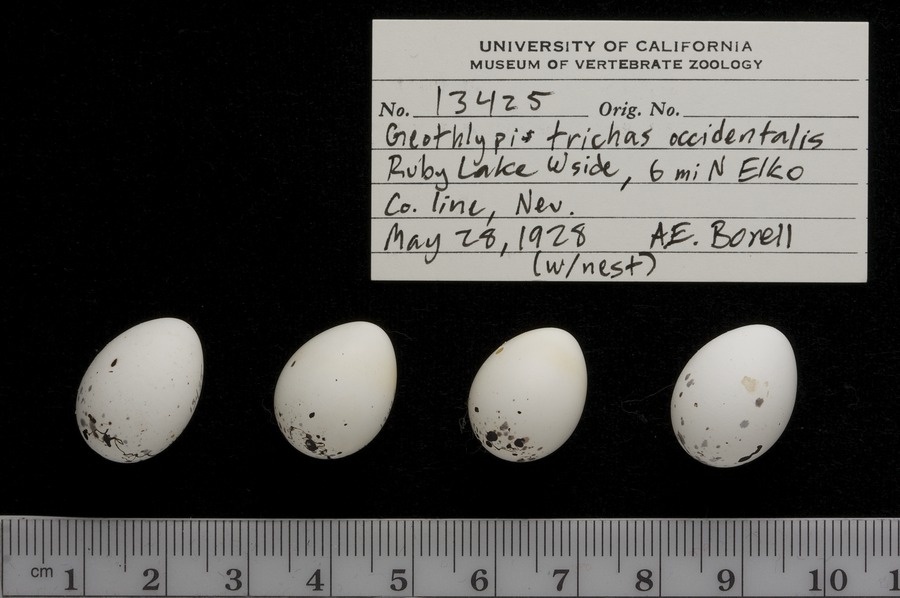 UNIVERSITY OF CALIFORNIA
MUSEUM OF VERTEBRATE ZOOLOGY
No. 13425 Orig. No.
Geothlypis trichas occidentalis
Ruby Lake W side, 6 mi N Elko
Co. line, Nev.
May 28, 1928 A.E. Borell
(w/nest)
cm 1 2 3 4 5 6 7 8 9 10 1